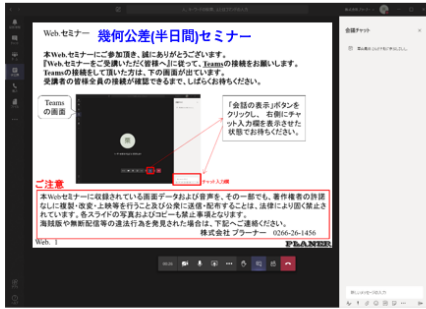 Web.セミナー 幾何公差(半日間)セミナー
本Web.セミナーにご参加頂き、誠にありがとうございます。
『Web.セミナーをご受講いただく皆様へ』に従って、Teamsの接続をお願いします。
Teamsの接続をして頂いた方は、下の画面が出ています。
受講者の皆様全員の接続が確認できるまで、しばらくお待ちください。
Teams
の画面
「会話の表示」ボタンを
クリックし、右側にチャ
ット入力欄を表示させた
状態でお待ちください。
チャット入力欄
ご注意
本Webセミナーに収録されている画面データおよび音声を、その一部でも、著作権者の許諾
なしに複製・改変・上映等を行うこと及び公衆に送信・配布することは、法律により固く禁止さ
れています。各スライドの写真およびコピーも禁止事項となります。
海賊版や無断配信等の違法行為を発見された場合は、下記へご連絡ください。
株式会社 プラーナー 0266-26-1456
Web. 1
PLANER
会議チャット